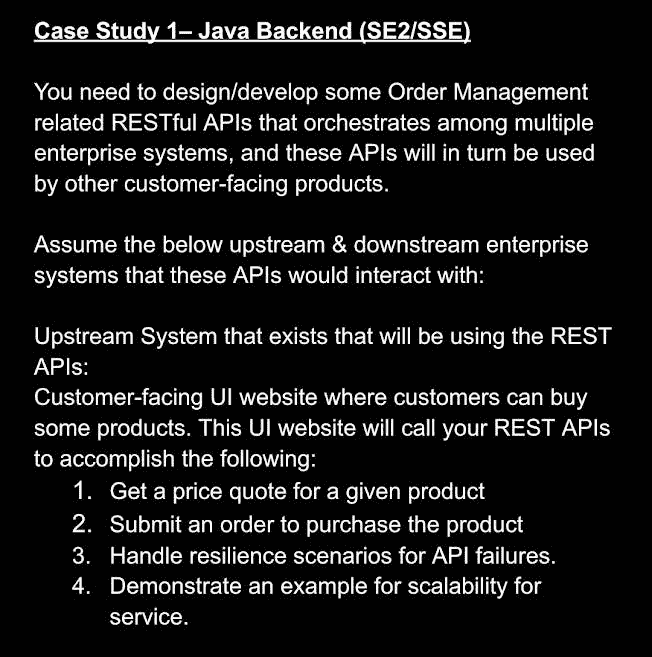 Case Study 1– Java Backend (SE2/SSE)
You need to design/develop some Order Management
related RESTful APIs that orchestrates among multiple
enterprise systems, and these APIs will in turn be used
by other customer-facing products.
Assume the below upstream & downstream enterprise
systems that these APIs would interact with:
Upstream System that exists that will be using the REST
APIs:
Customer-facing UI website where customers can buy
some products. This UI website will call your REST APIs
to accomplish the following:
1. Get a price quote for a given product
2. Submit an order to purchase the product
3. Handle resilience scenarios for API failures.
4. Demonstrate an example for scalability for
service.